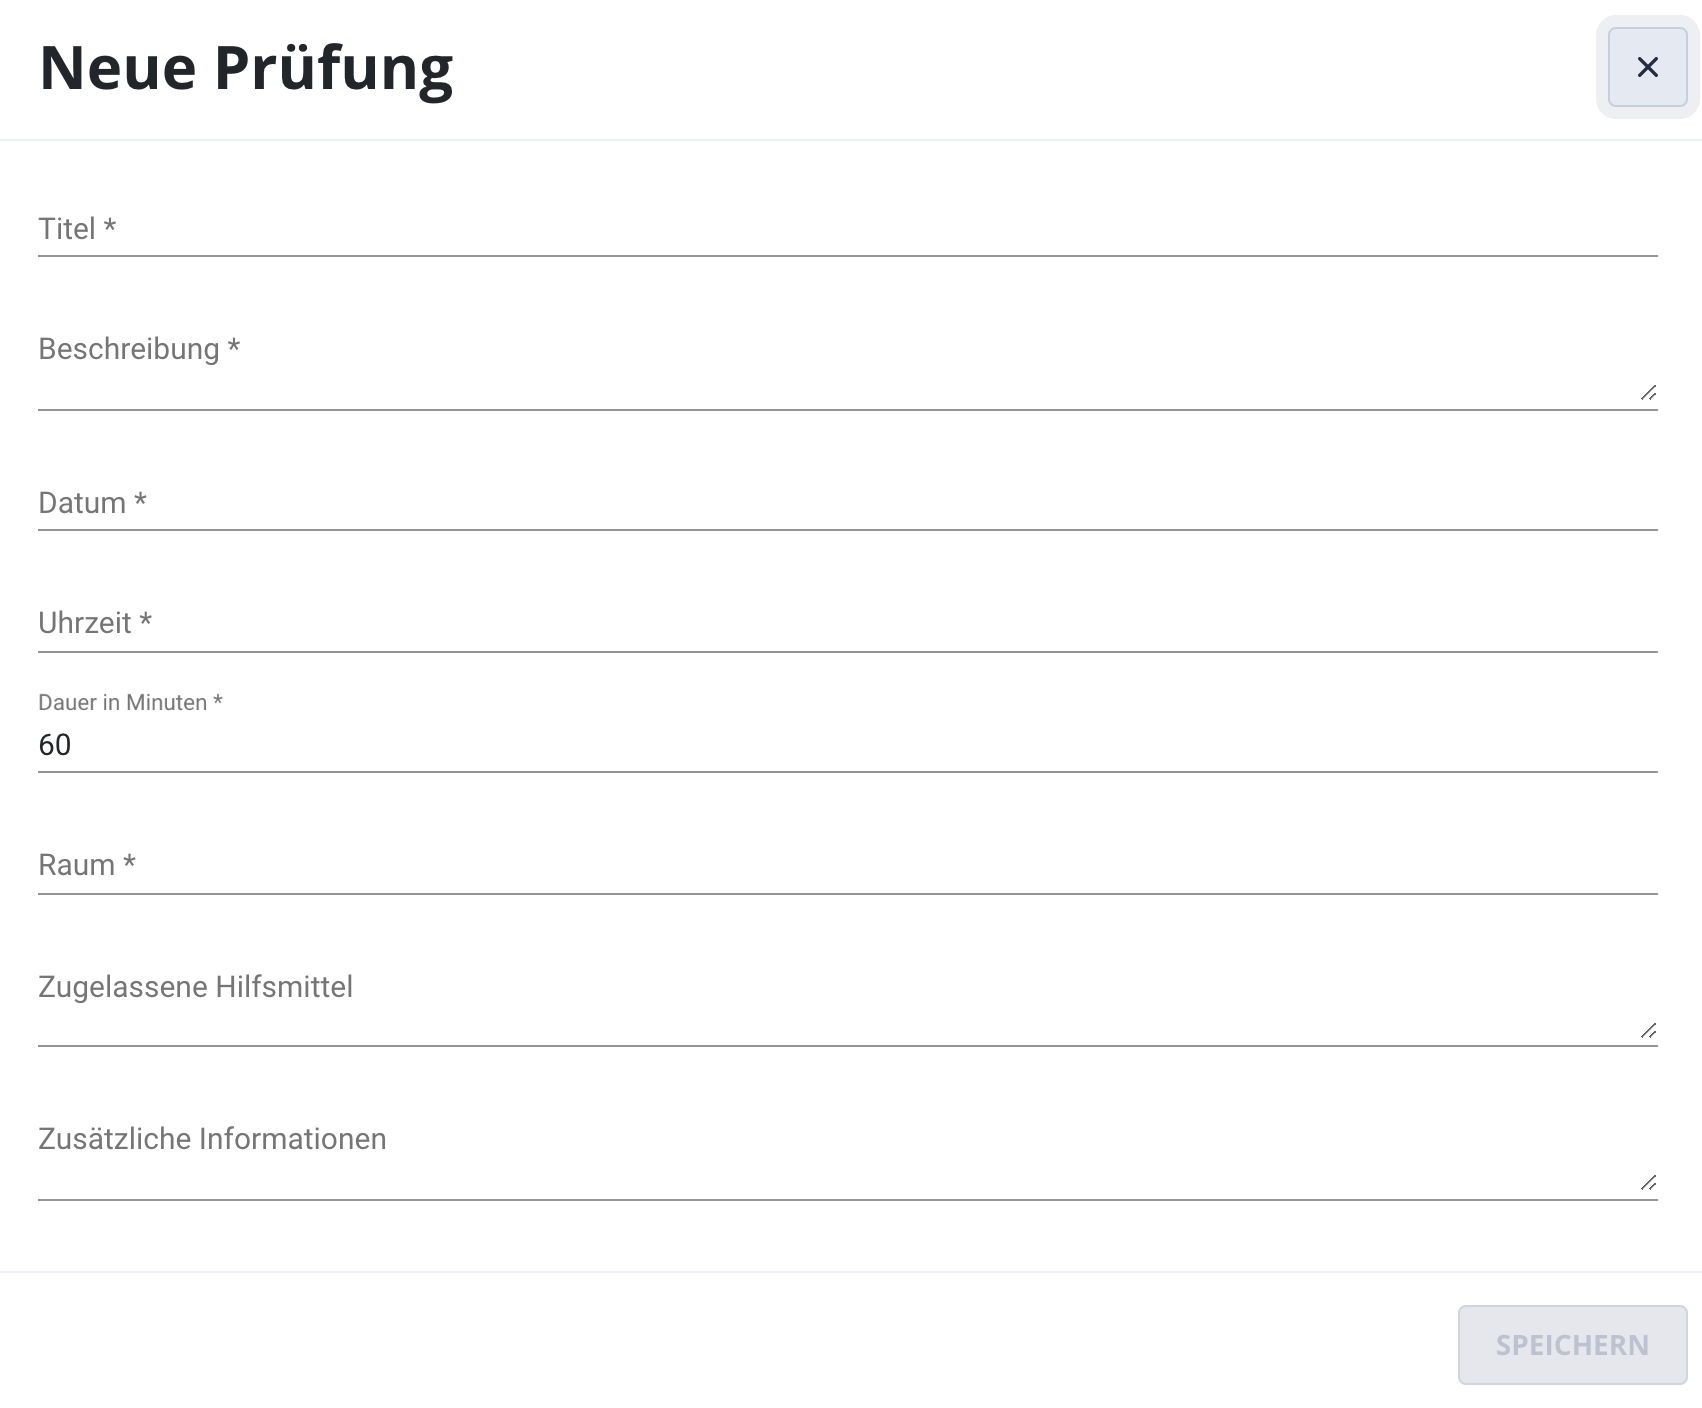 Neue Prüfung
Titel *
Beschreibung *
Datum *
Uhrzeit *
Dauer in Minuten *
60
Raum *
Zugelassene Hilfsmittel
Zusätzliche Informationen
SPEICHERN